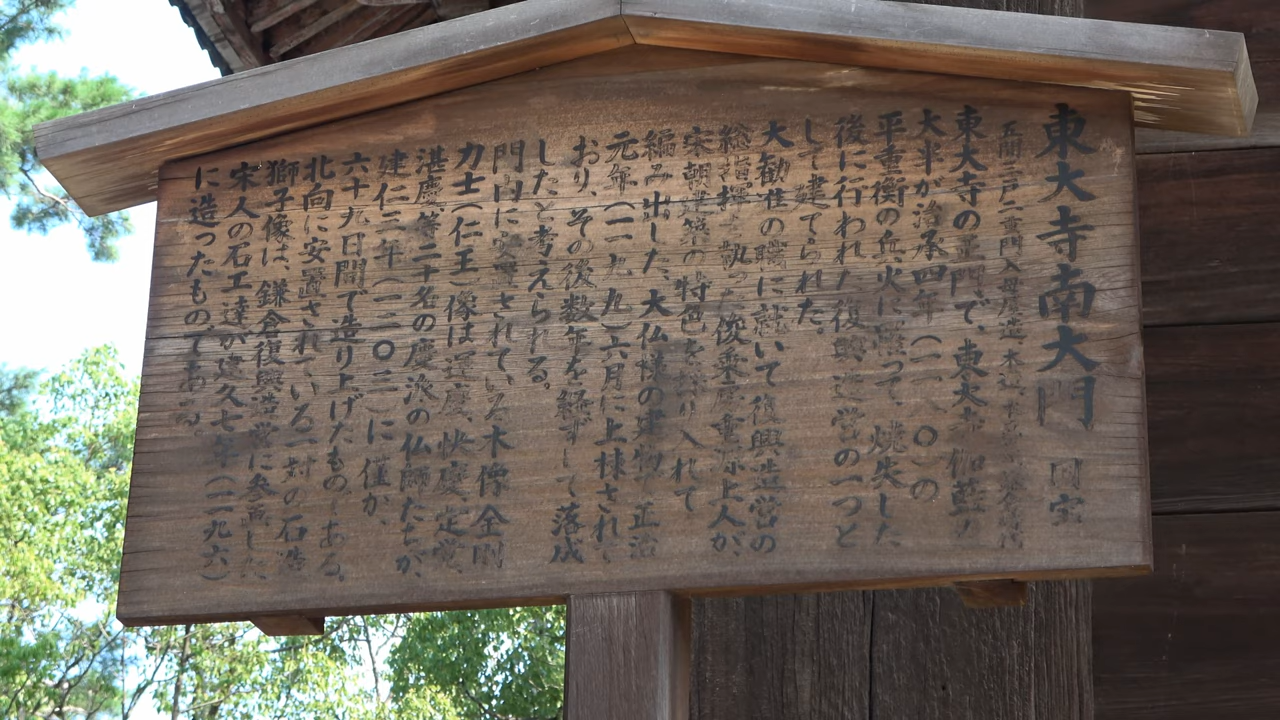 東大寺南大門 国宝
五間三戸二重門 入母屋造 本瓦 鎌倉時代
東大寺の正門で、東大寺伽藍の
大半が治承四年(一一八〇)の
平重衡の兵火に罹って、焼失した
後に行われた復興造営の一つと
して建てられた。
大勧進の職に就いて復興造営の
総指揮を執った俊乗房重源上人が、
宋朝建築の特色を採り入れて
編み出した、大仏様の建物で正治
元年(一一九九)六月に上棟されて
おり、その後数年を経ずして落成
したと考えられる。
門内に安置されている木像金剛
力士(仁王)像は運慶、快慶、定覚、
湛慶等二十名の慶派の仏師たちが、
建仁三年(一二〇三)に僅か、
六十九日間で造り上げたものである。
北向に安置されている一対の石造
獅子像は、鎌倉復興造営に参画した
宋人の石工達が建久七年(一一九六)
に造ったものである。